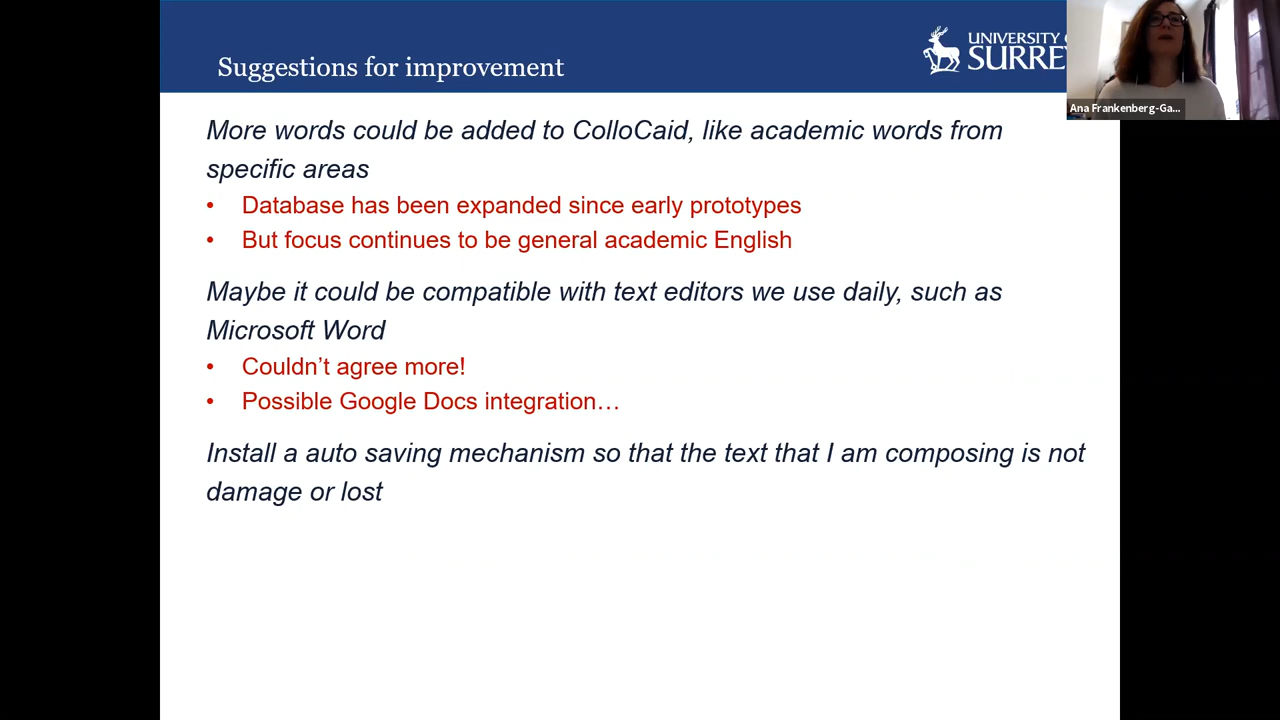 Suggestions for improvement
UNIVERSITY O
SURREY
Ana Frankenberg-Ga...
More words could be added to ColloCaid, like academic words from
specific areas
• Database has been expanded since early prototypes
• But focus continues to be general academic English
Maybe it could be compatible with text editors we use daily, such as
Microsoft Word
• Couldn’t agree more!
• Possible Google Docs integration…
Install a auto saving mechanism so that the text that I am composing is not
damage or lost